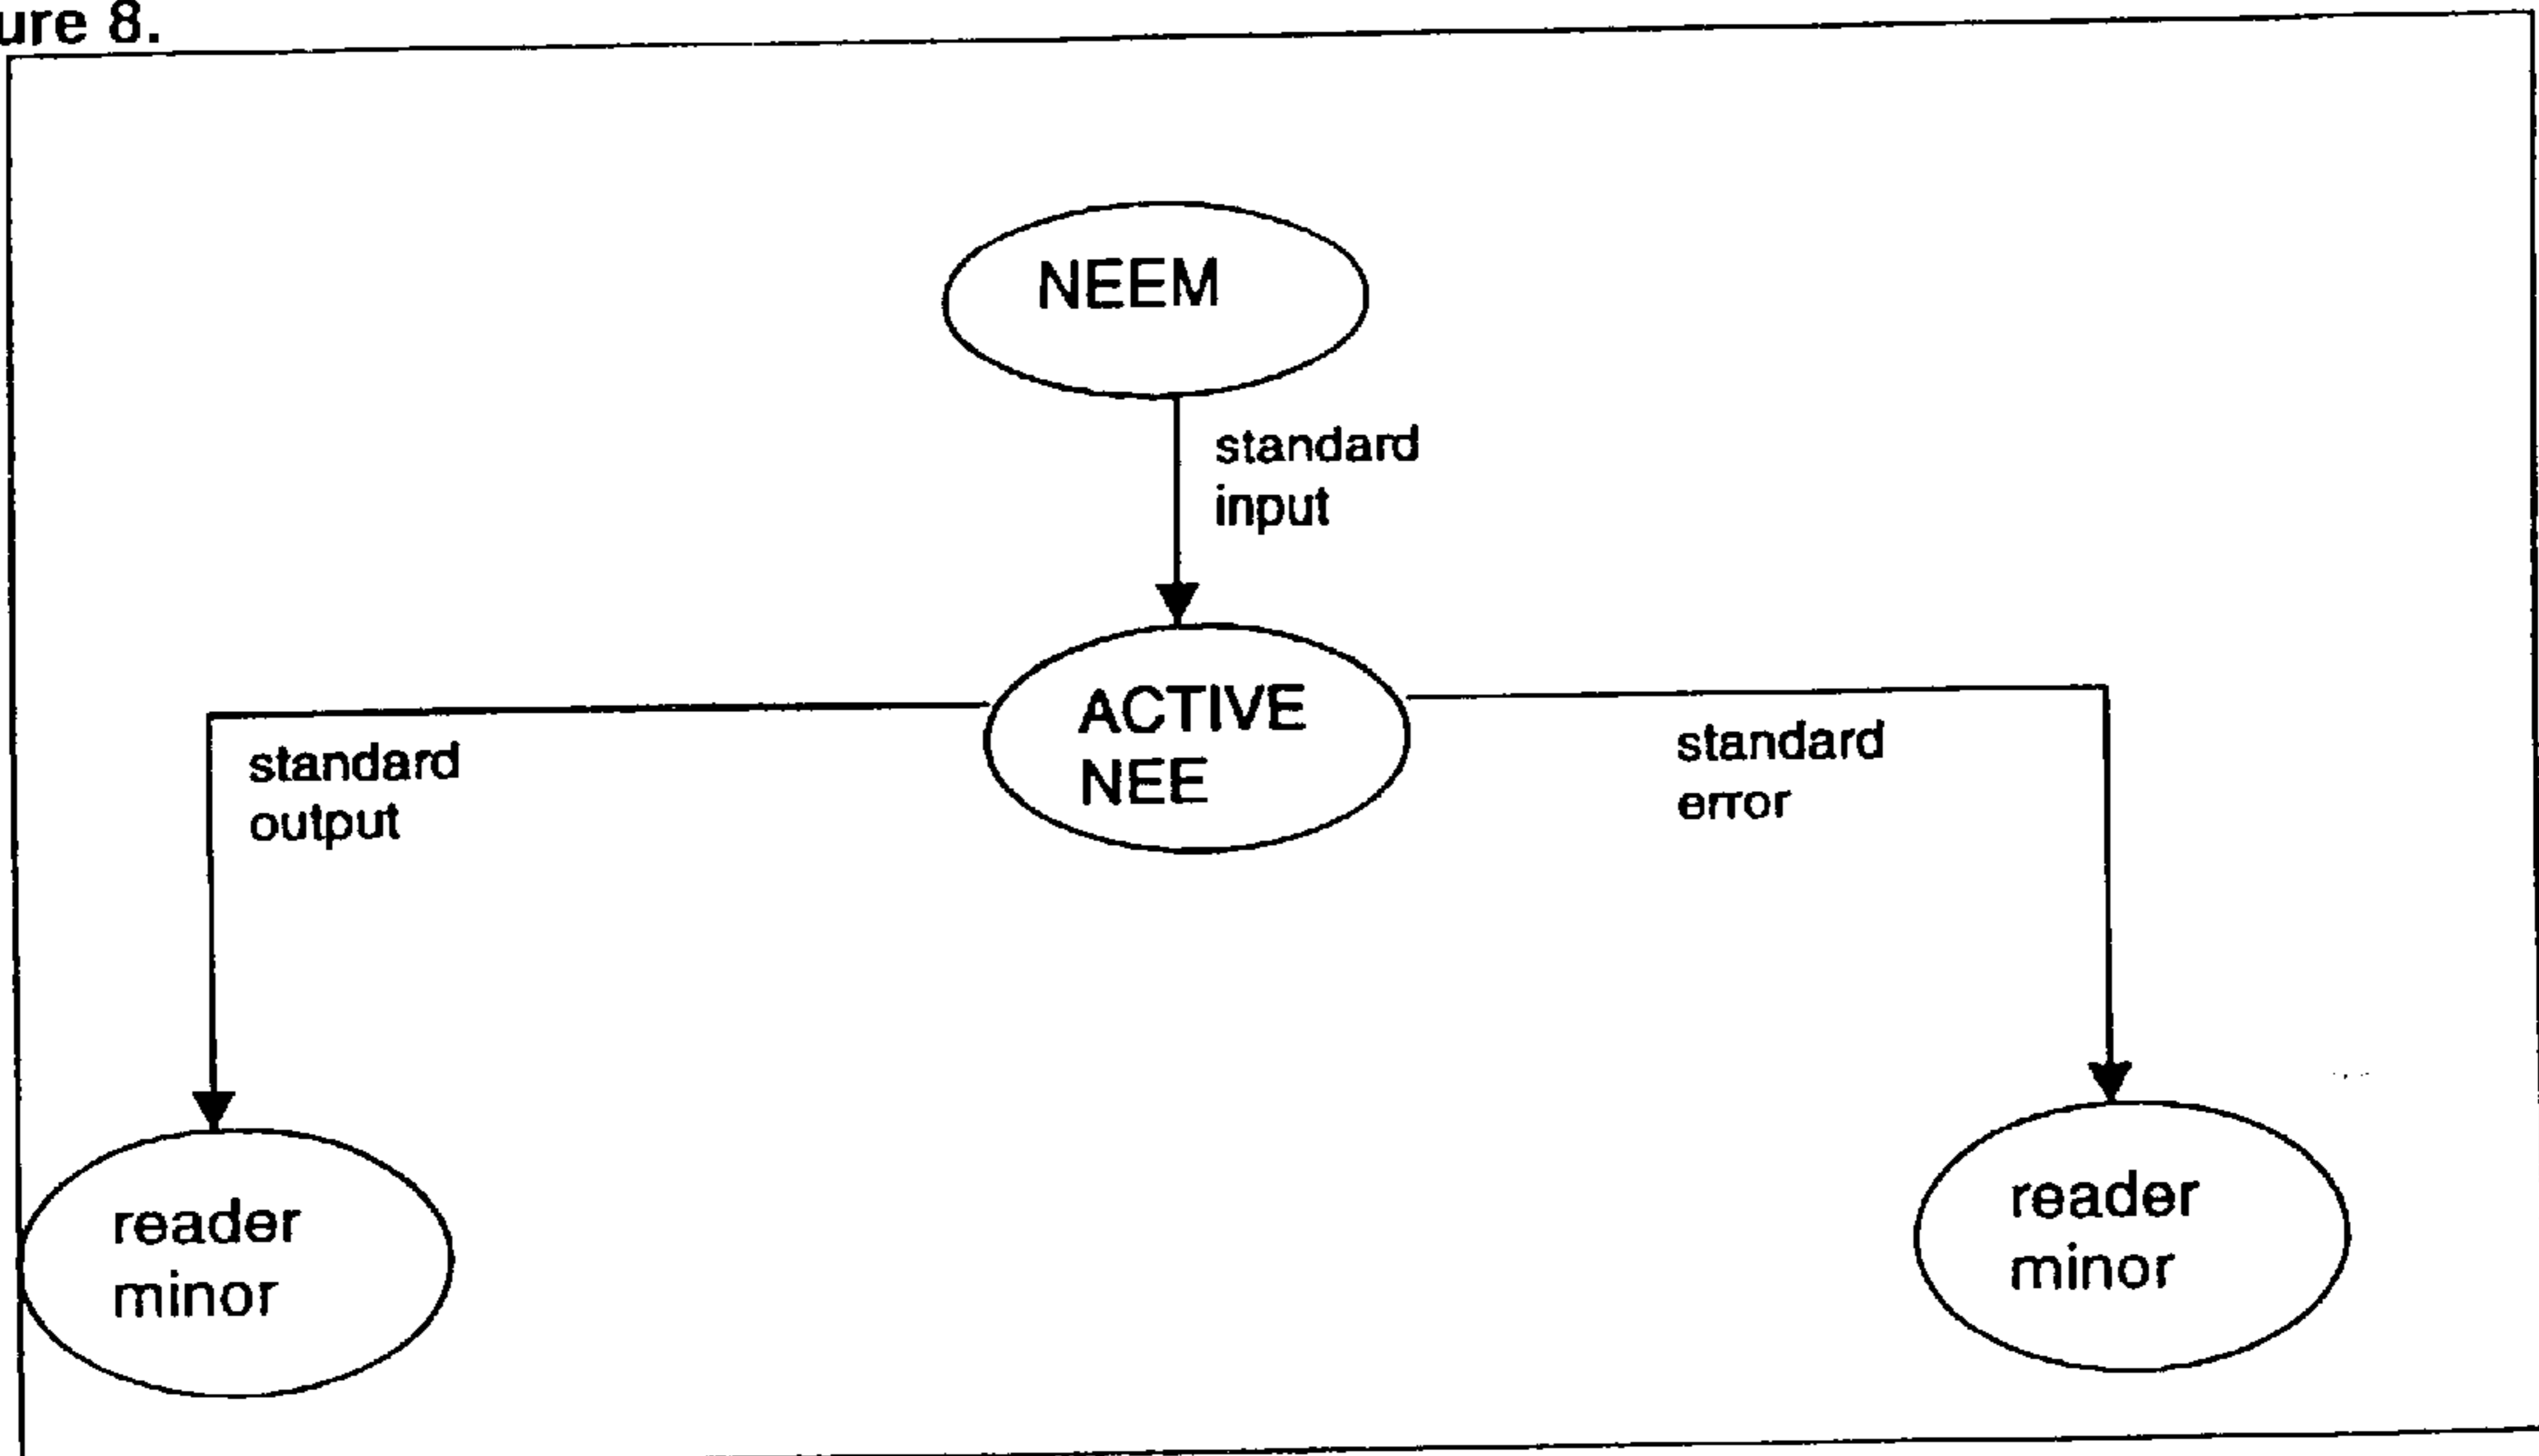 ure 8.
NEEM
standard
input
ACTIVE
NEE
standard
output
standard
error
reader
minor
reader
minor